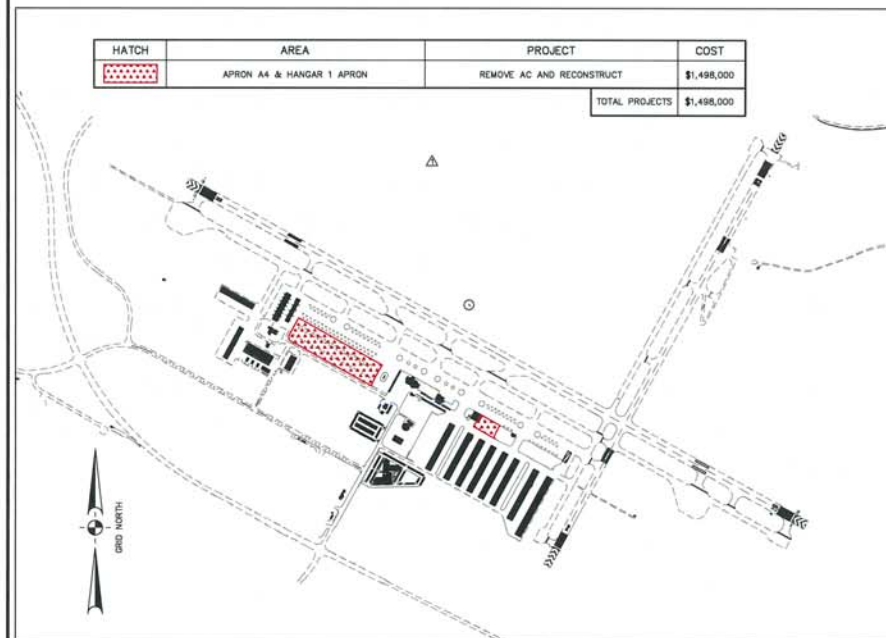 HATCH AREA PROJECT COST
APRON A4 & HANGAR 1 APRON REMOVE AC AND RECONSTRUCT $1,498,000
TOTAL PROJECTS $1,498,000
GRID NORTH